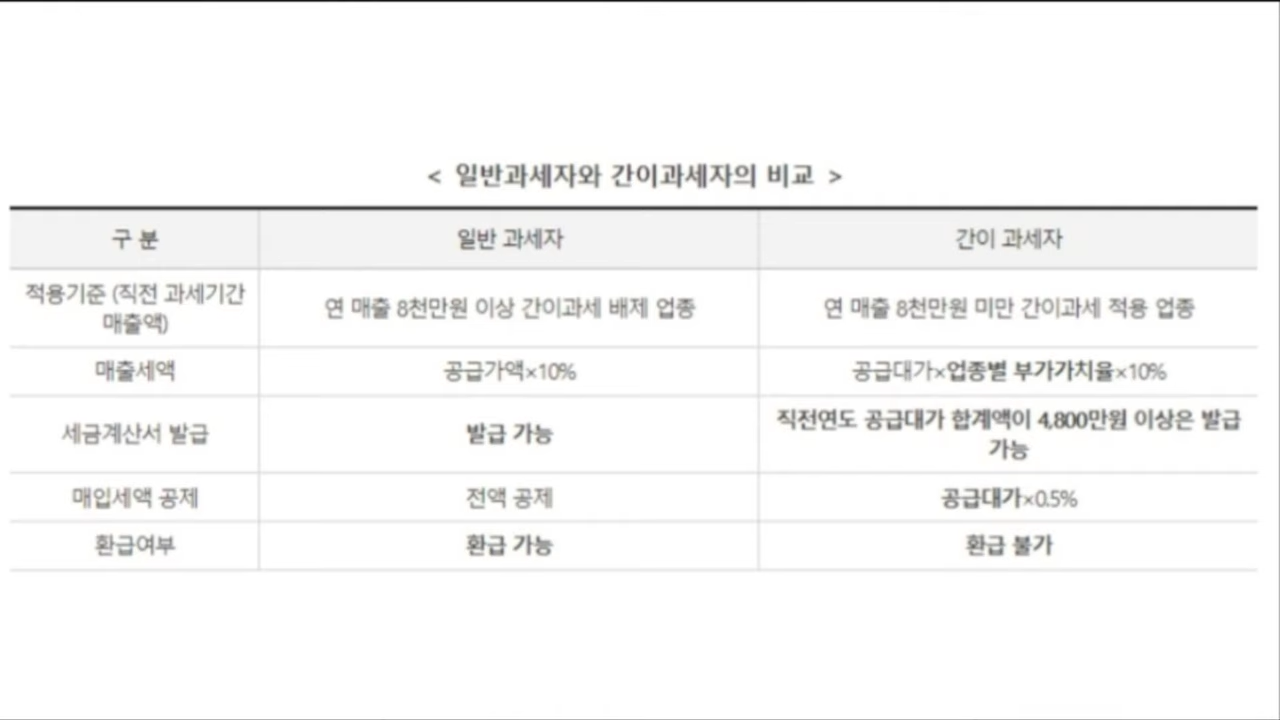 < 일반과세자와 간이과세자의 비교 >
구 분 일반 과세자 간이 과세자
적용기준 (직전 과세기간
매출액) 연 매출 8천만원 이상 간이과세 배제 업종 연 매출 8천만원 미만 간이과세 적용 업종
매출세액 공급가액×10% 공급대가×업종별 부가가치율×10%
세금계산서 발급 발급 가능 직전연도 공급대가 합계액이 4,800만원 이상은 발급
가능
매입세액 공제 전액 공제 공급대가×0.5%
환급여부 환급 가능 환급 불가